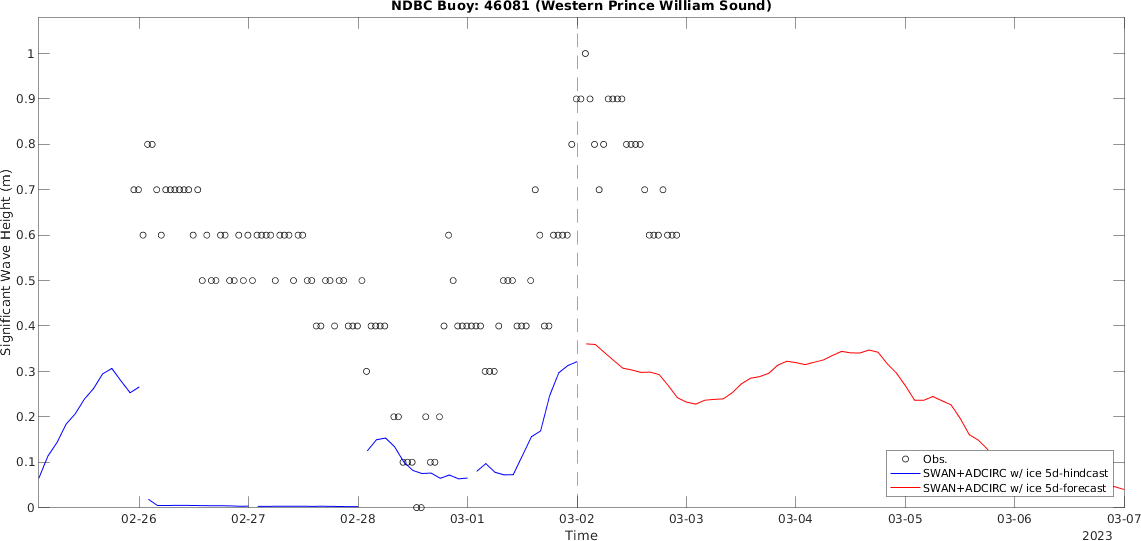 NDBC Buoy: 46081 (Western Prince William Sound)
Significant Wave Height (m)
1
0.9
0.8
0.7
0.6
0.5
0.4
0.3
0.2
0.1
0
Obs.
SWAN+ADCIRC w/ ice 5d-hindcast
SWAN+ADCIRC w/ ice 5d-forecast
02-26 02-27 02-28 03-01 03-02 03-03 03-04 03-05 03-06 03-07
Time
2023